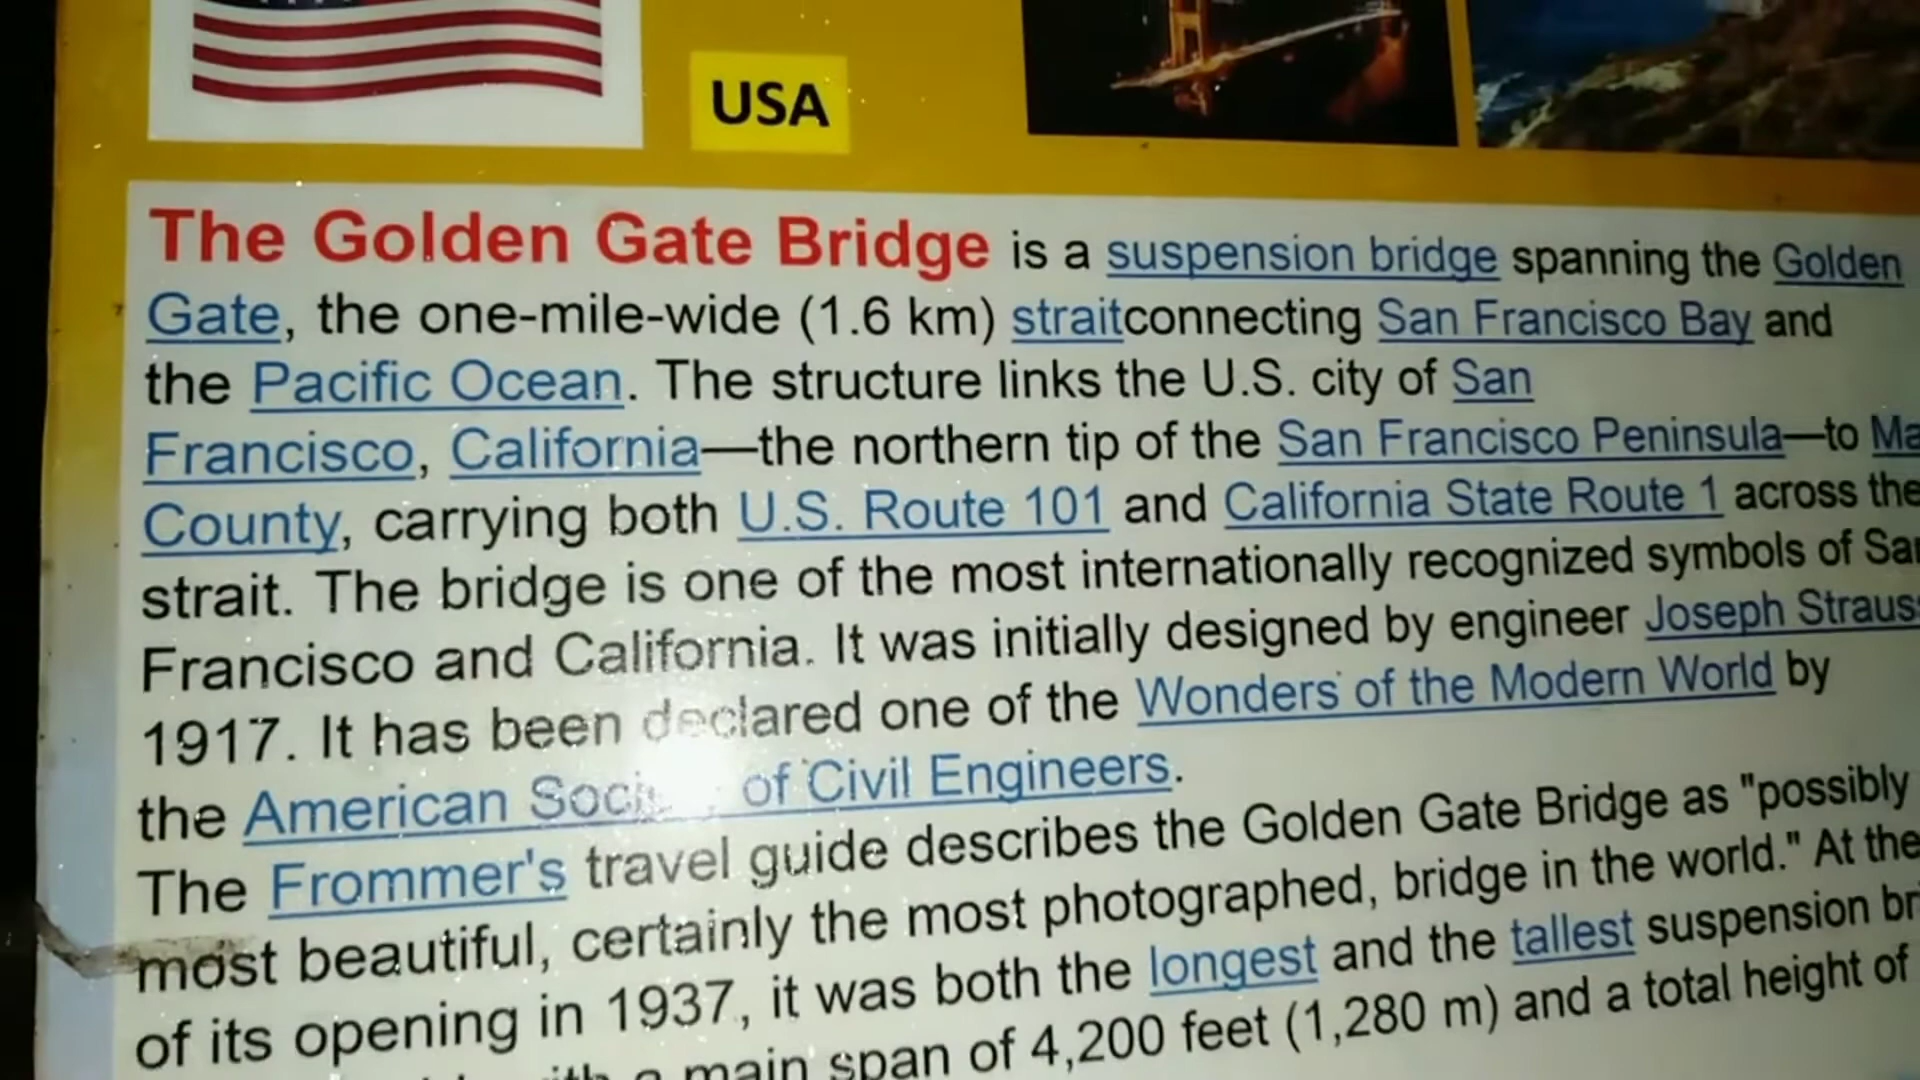 USA
The Golden Gate Bridge is a suspension bridge spanning the Golden
Gate, the one-mile-wide (1.6 km) straitconnecting San Francisco Bay and
the Pacific Ocean. The structure links the U.S. city of San
Francisco, California—the northern tip of the San Francisco Peninsula—to
County, carrying both U.S. Route 101 and California State Route 1 across the
strait. The bridge is one of the most internationally recognized symbols of
Francisco and California. It was initially designed by engineer Joseph
1917. It has been declared one of the Wonders of the Modern World by
the American of Civil Engineers.
The Frommer's travel guide describes the Golden Gate Bridge as "possibly
most beautiful, certainly the most photographed, bridge in the world." At the
of its opening in 1937, it was both the longest and the tallest suspension
main span of 4,200 feet (1,280 m) and a total height of